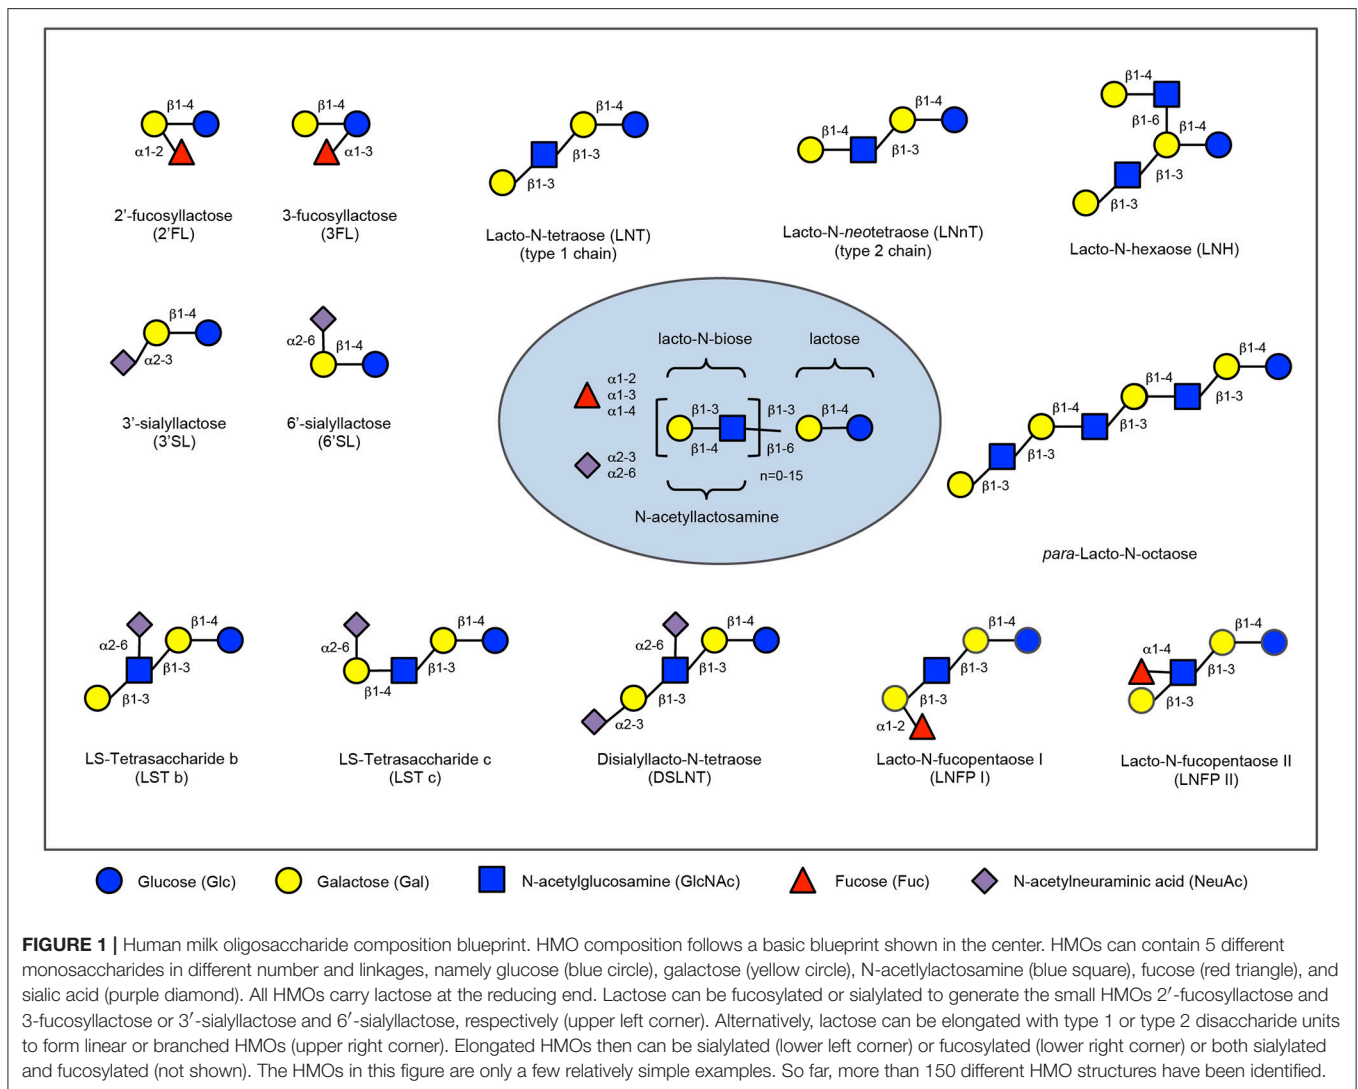 β1-4
α1-2
2'-fucosyllactose
(2'FL)
β1-4
α1-3
3-fucosyllactose
(3FL)
β1-4
β1-3
β1-3
Lacto-N-tetraose (LNT)
(type 1 chain)
β1-4
β1-4
β1-3
Lacto-N-neotetraose (LNnT)
(type 2 chain)
β1-4
β1-6
β1-4
β1-3
β1-3
Lacto-N-hexaose (LNH)
β1-4
α2-3
3'-sialyllactose
(3'SL)
α2-6
β1-4
6'-sialyllactose
(6'SL)
lacto-N-biose
lactose
α1-2
α1-3
α1-4
β1-3
β1-4
β1-3
β1-6
β1-4
α2-3
α2-6
n=0-15
N-acetyllactosamine
β1-4
β1-3
β1-4
β1-3
β1-4
β1-3
β1-3
para-Lacto-N-octaose
β1-4
α2-6
β1-3
β1-3
LS-Tetrasaccharide b
(LST b)
β1-4
α2-6
β1-3
β1-4
LS-Tetrasaccharide c
(LST c)
β1-4
α2-6
β1-3
β1-3
α2-3
Disialyllacto-N-tetraose
(DSLNT)
β1-4
β1-3
β1-3
α1-2
Lacto-N-fucopentaose I
(LNFP I)
β1-4
α1-4
β1-3
β1-3
Lacto-N-fucopentaose II
(LNFP II)
Glucose (Glc)
Galactose (Gal)
N-acetylglucosamine (GlcNAc)
Fucose (Fuc)
N-acetylneuraminic acid (NeuAc)
FIGURE 1 | Human milk oligosaccharide composition blueprint. HMO composition follows a basic blueprint shown in the center. HMOs can contain 5 different
monosaccharides in different number and linkages, namely glucose (blue circle), galactose (yellow circle), N-acetlylactosamine (blue square), fucose (red triangle), and
sialic acid (purple diamond). All HMOs carry lactose at the reducing end. Lactose can be fucosylated or sialylated to generate the small HMOs 2′-fucosyllactose and
3-fucosyllactose or 3′-sialyllactose and 6′-sialyllactose, respectively (upper left corner). Alternatively, lactose can be elongated with type 1 or type 2 disaccharide units
to form linear or branched HMOs (upper right corner). Elongated HMOs then can be sialylated (lower left corner) or fucosylated (lower right corner) or both sialylated
and fucosylated (not shown). The HMOs in this figure are only a few relatively simple examples. So far, more than 150 different HMO structures have been identified.